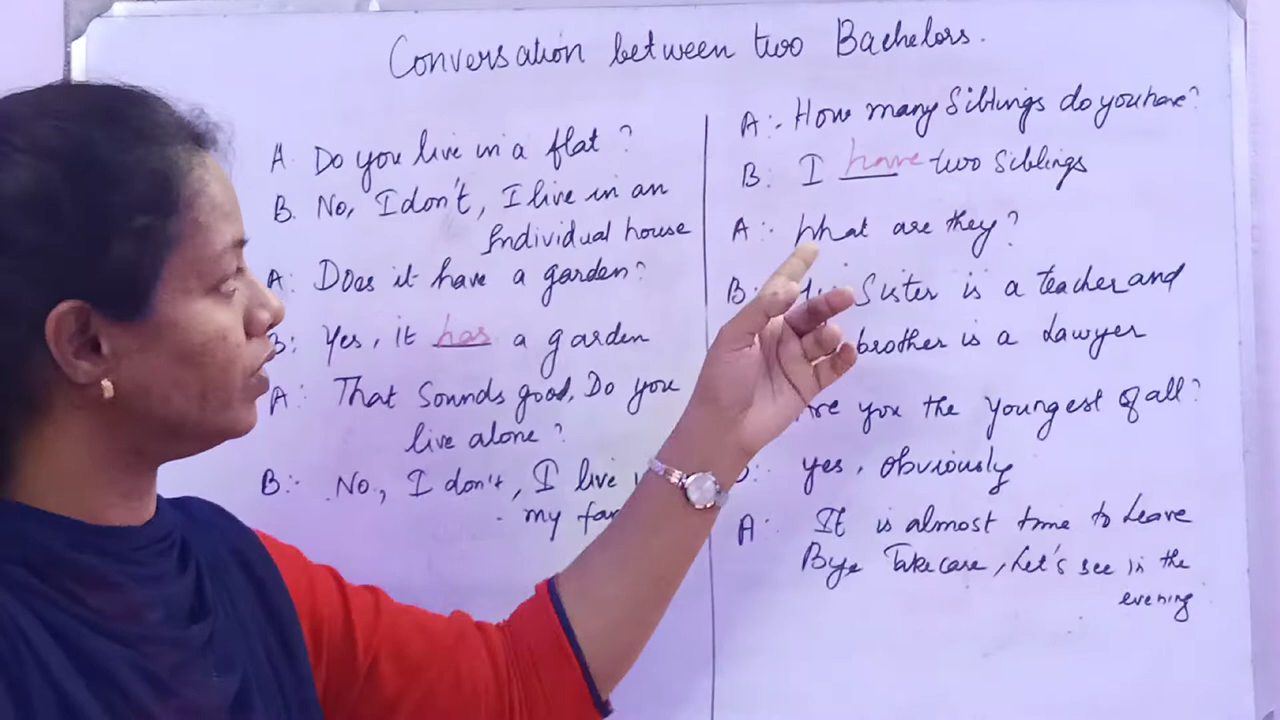 Conversation between two Bachelors.
A. Do you live in a flat?
B. No, I don't, I live in an
Individual house
A: Does it have a garden?
B: Yes, it has a garden
A: That Sounds good, Do you
live alone?
B:- No, I don't, I live
my
A:- How many Siblings do you have?
B: I have two Siblings
A:- What are they?
B: Sister is a teacher and
brother is a Lawyer
you the youngest of all?
yes, obviously
A: It is almost time to Leave
Bye Take care, Let's see in the
evening